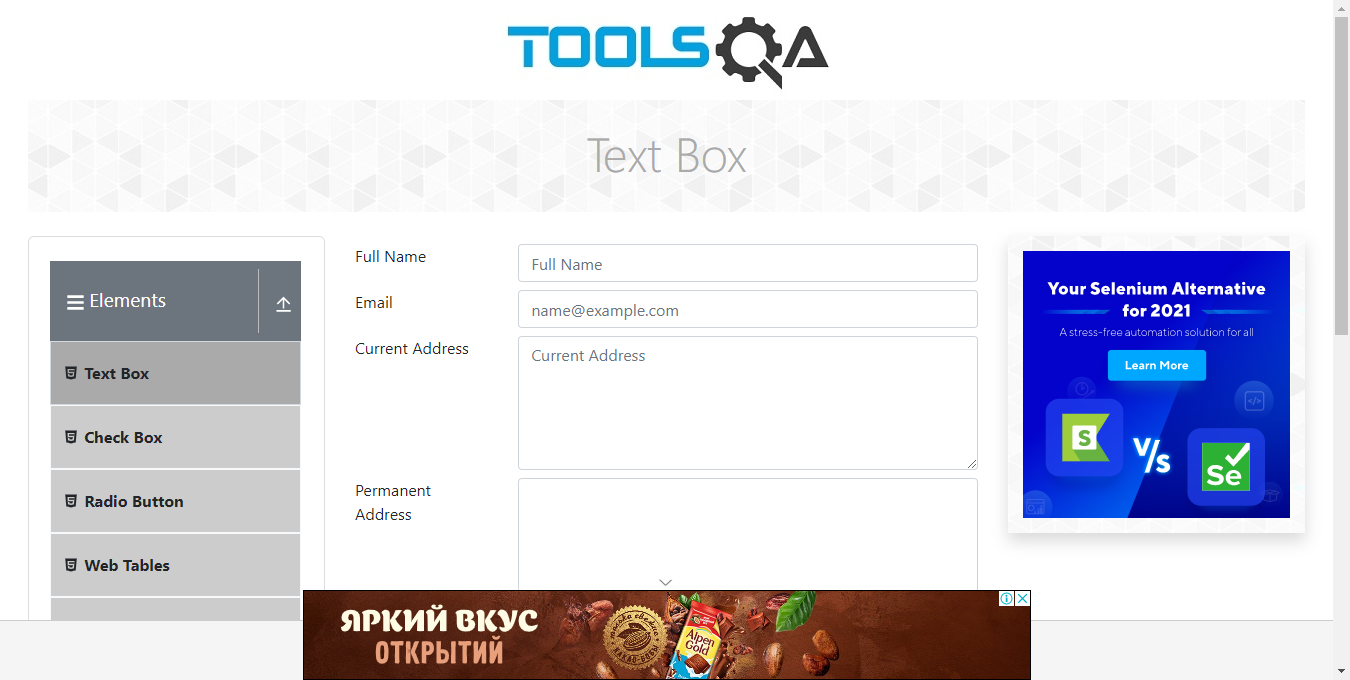 TOOLSQA
Text Box
Elements
Text Box
Check Box
Radio Button
Web Tables
Full Name
Full Name
Email
name@example.com
Current Address
Current Address
Permanent
Address
Your Selenium Alternative
for 2021
A stress-free automation solution for all
Learn More
S
V/s
Se
ЯРКИЙ ВКУС
ОТКРЫТИЙ
Alpen
Gold